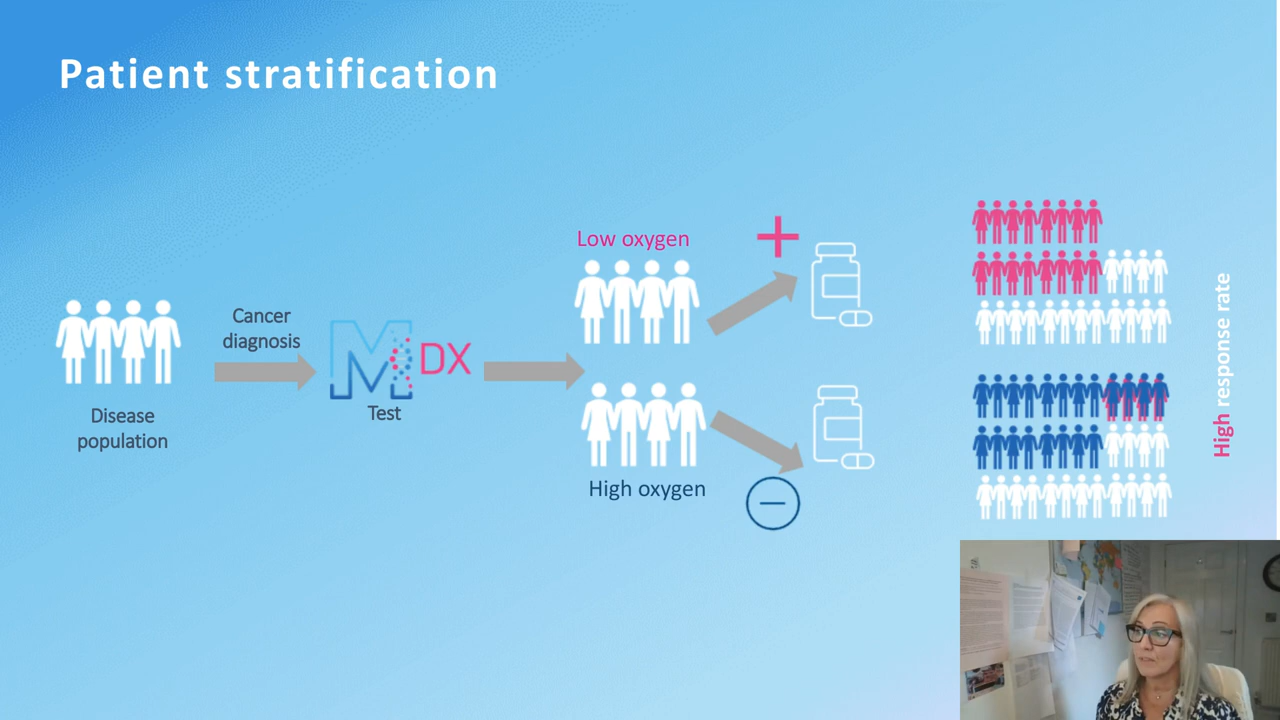 Patient stratification
Low oxygen
Cancer
diagnosis
M DX
Test
Disease
population
High oxygen
High response rate